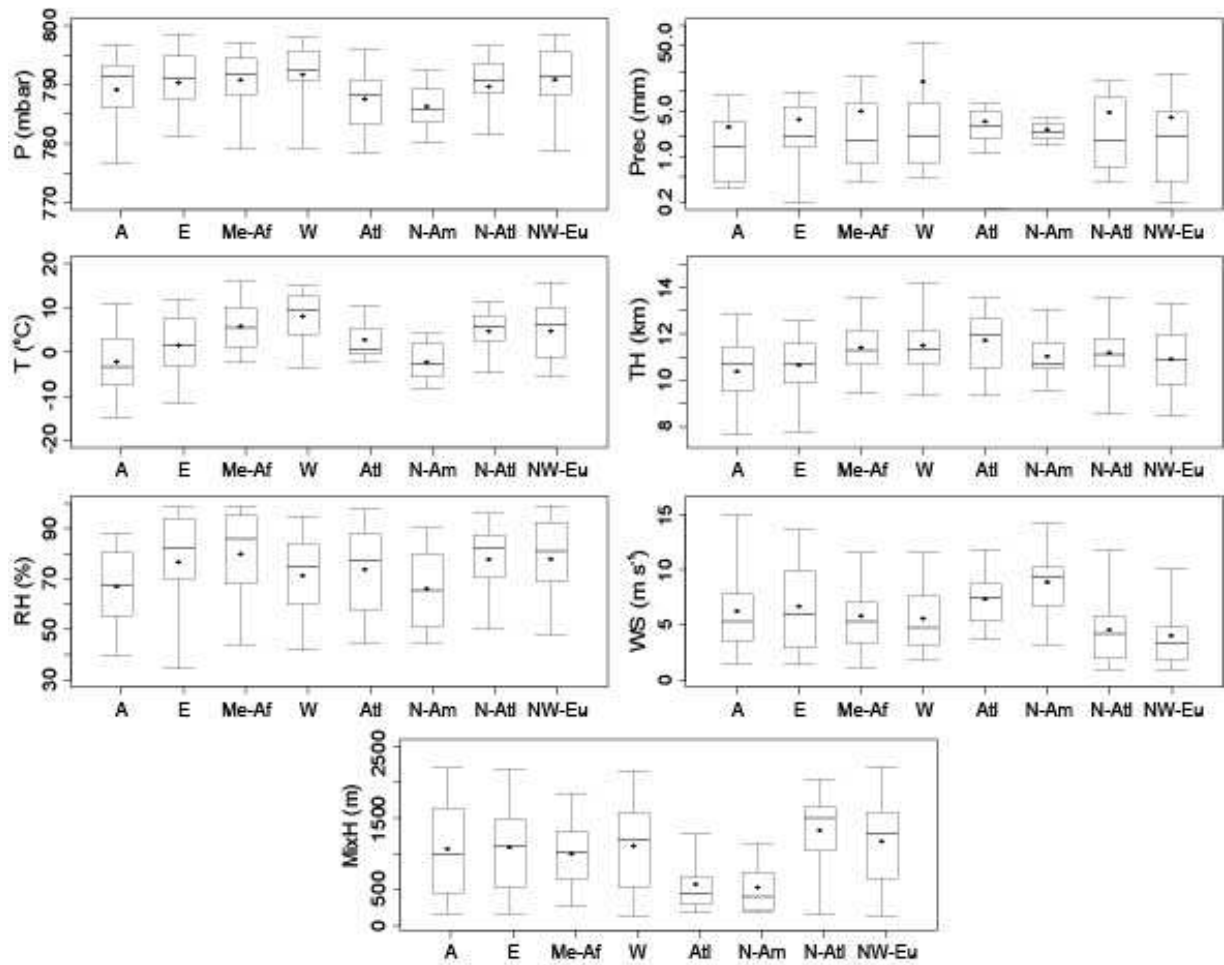 P (mbar)
800
790
780
770
A E Me-Af W Atl N-Am N-Atl NW-Eu
Prec (mm)
50.0
5.0
1.0
0.2
A E Me-Af W Atl N-Am N-Atl NW-Eu
T (°C)
20
10
0
-10
-20
A E Me-Af W Atl N-Am N-Atl NW-Eu
TH (km)
14
12
10
8
A E Me-Af W Atl N-Am N-Atl NW-Eu
RH (%)
90
70
50
30
A E Me-Af W Atl N-Am N-Atl NW-Eu
WS (m s⁻¹)
15
10
5
0
A E Me-Af W Atl N-Am N-Atl NW-Eu
MixH (m)
2500
1500
500
0
A E Me-Af W Atl N-Am N-Atl NW-Eu